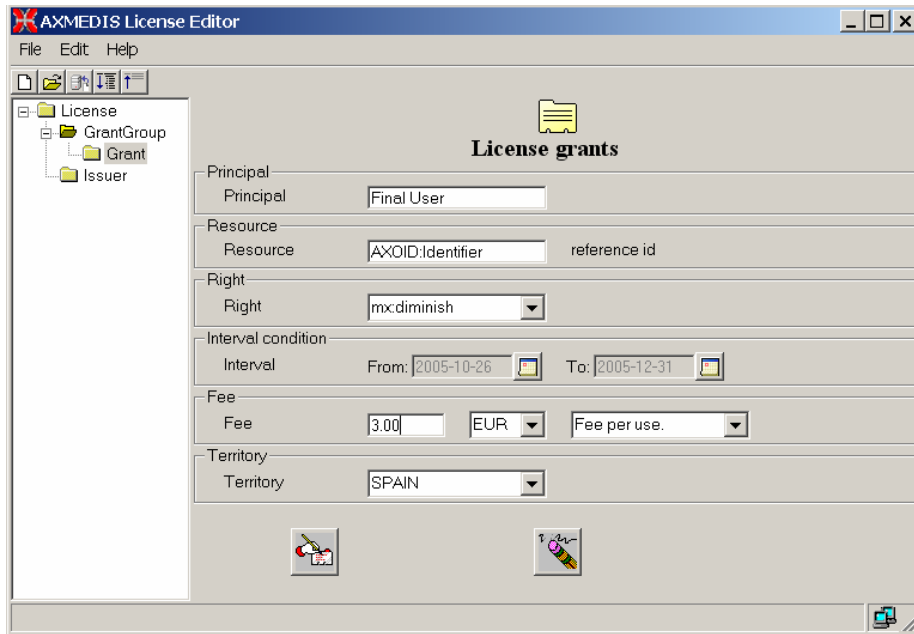 AXMEDIS License Editor
File Edit Help
License
GrantGroup
Grant
Issuer
License grants
Principal
Principal Final User
Resource
Resource AXOID:Identifier reference id
Right
Right mx:diminish
Interval condition
Interval From: 2005-10-26 To: 2005-12-31
Fee
Fee 3.00 EUR Fee per use.
Territory
Territory SPAIN